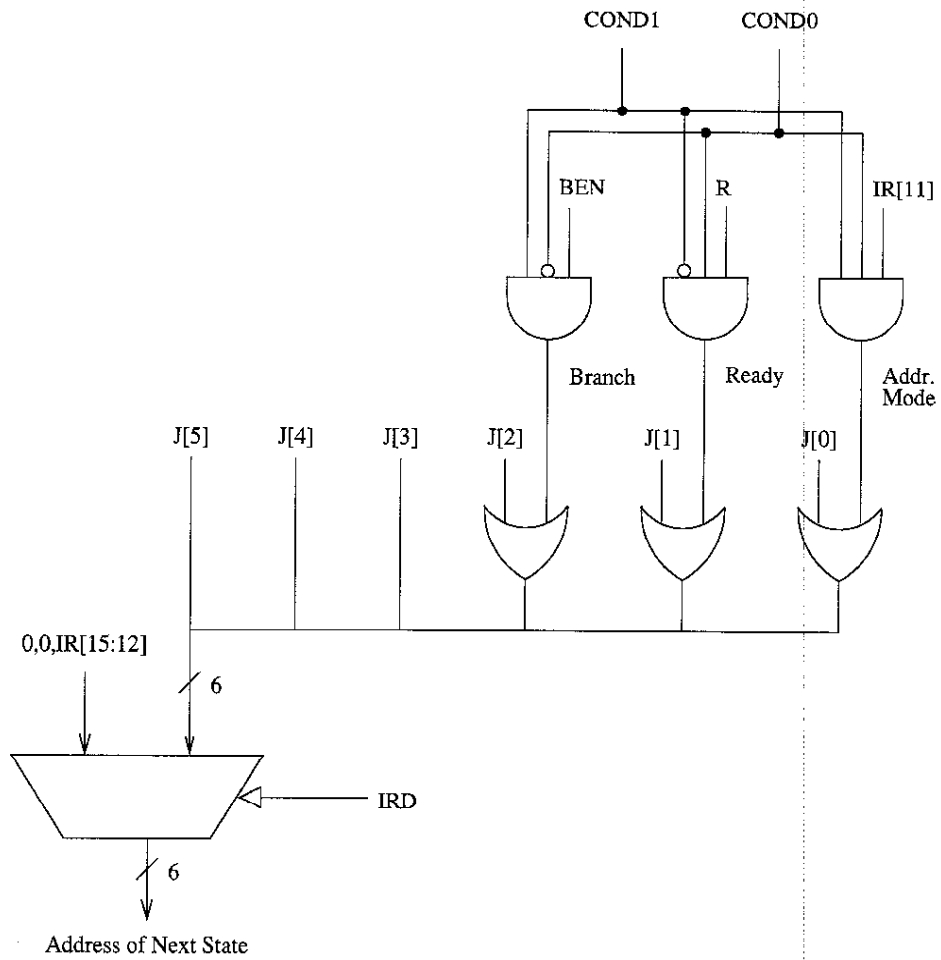 COND1 COND0
BEN R IR[11]
Branch Ready Addr.
Mode
J[5] J[4] J[3] J[2] J[1] J[0]
0,0,IR[15:12]
6
IRD
6
Address of Next State